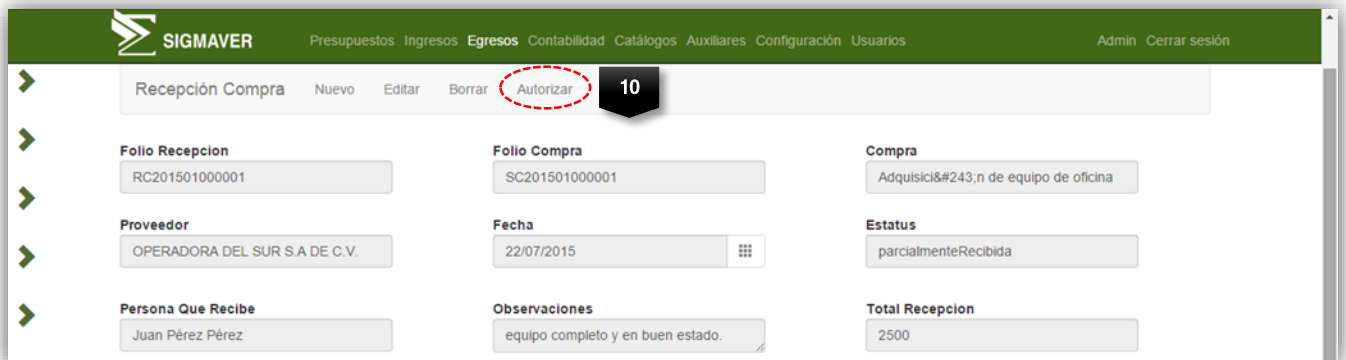 SIGMAVER Presupuestos Ingresos Egresos Contabilidad Catálogos Auxiliares Configuración Usuarios Admin Cerrar sesión
Recepción Compra Nuevo Editar Borrar Autorizar 10
Folio Recepcion Folio Compra Compra
RC201501000001 SC201501000001 Adquisici&#243;n de equipo de oficina
Proveedor Fecha Estatus
OPERADORA DEL SUR S.A DE C.V. 22/07/2015 parcialmenteRecibida
Persona Que Recibe Observaciones Total Recepcion
Juan Pérez Pérez equipo completo y en buen estado. 2500